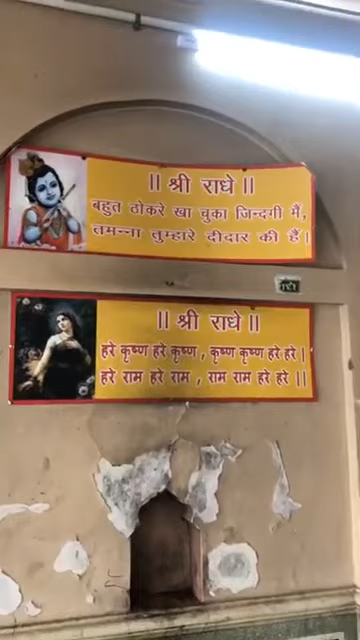 ॥ श्री राधे ॥
बहुत ठोकरे खा चुका जिन्दगी मैं,
तमन्ना तुम्हारे दीदार की हैं।
॥ श्री राधे ॥
हरे कृष्ण हरे कृष्ण , कृष्ण कृष्ण हरे हरे ।
हरे राम हरे राम , राम राम हरे हरे ।।